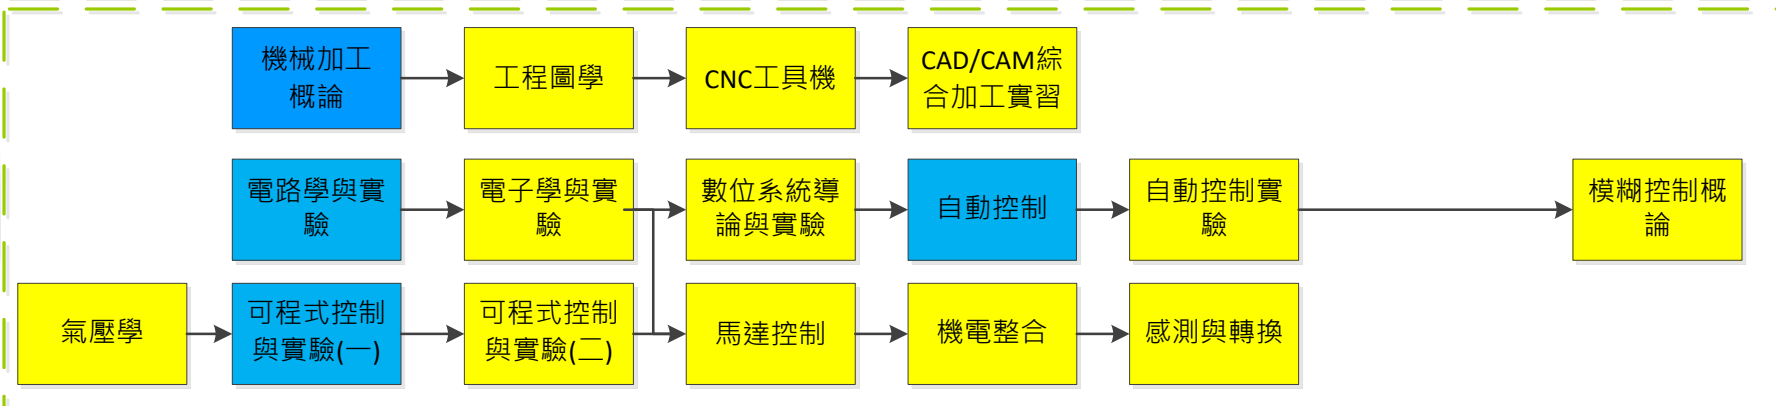 機械加工
概論
工程圖學
CNC工具機
CAD/CAM綜
合加工實習
電路學與實
驗
電子學與實
驗
數位系統導
論與實驗
自動控制
自動控制實
驗
模糊控制概
論
氣壓學
可程式控制
與實驗(一)
可程式控制
與實驗(二)
馬達控制
機電整合
感測與轉換